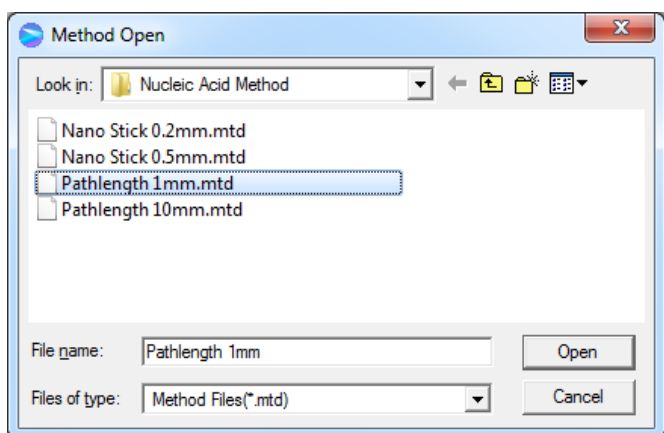 Method Open
Look in: Nucleic Acid Method
Nano Stick 0.2mm.mtd
Nano Stick 0.5mm.mtd
Pathlength 1mm.mtd
Pathlength 10mm.mtd
File name: Pathlength 1mm Open
Files of type: Method Files(*.mtd) Cancel